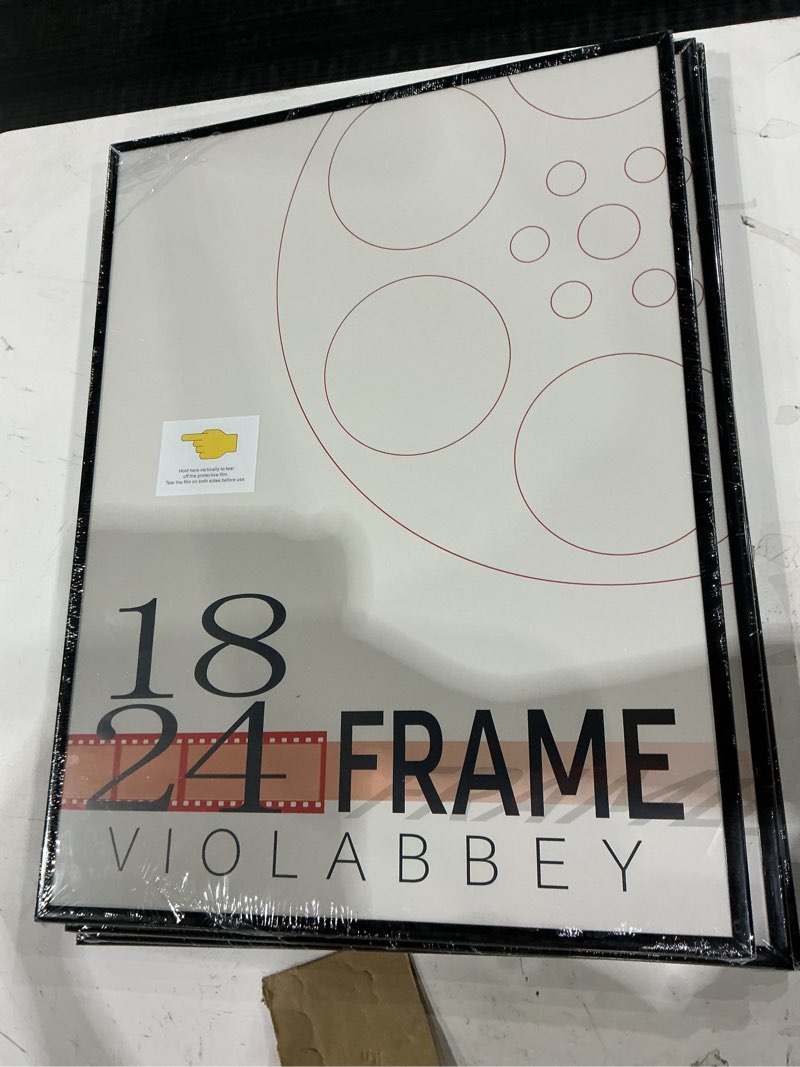 Hold here vertically to tear
off the protective film.
Tear the film on both sides before use.
18
24 FRAME
VIOLABBEY